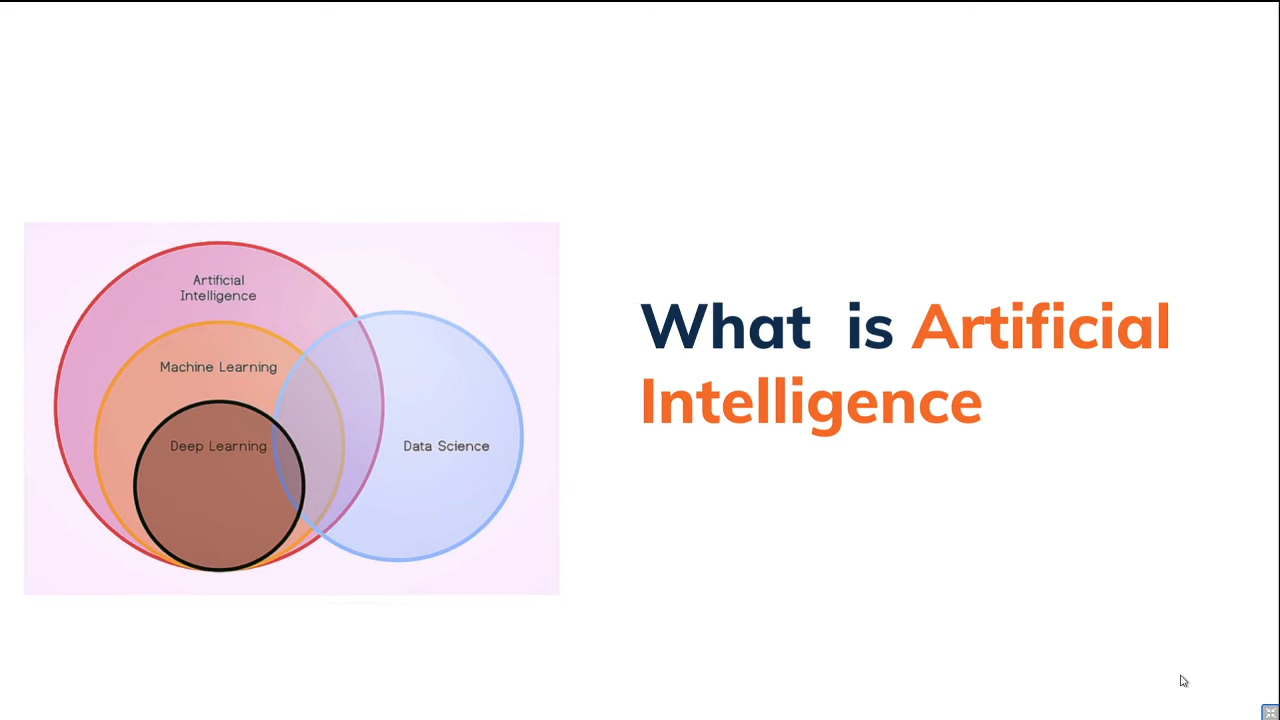 Artificial
Intelligence
Machine Learning
Deep Learning
Data Science
What is Artificial
Intelligence